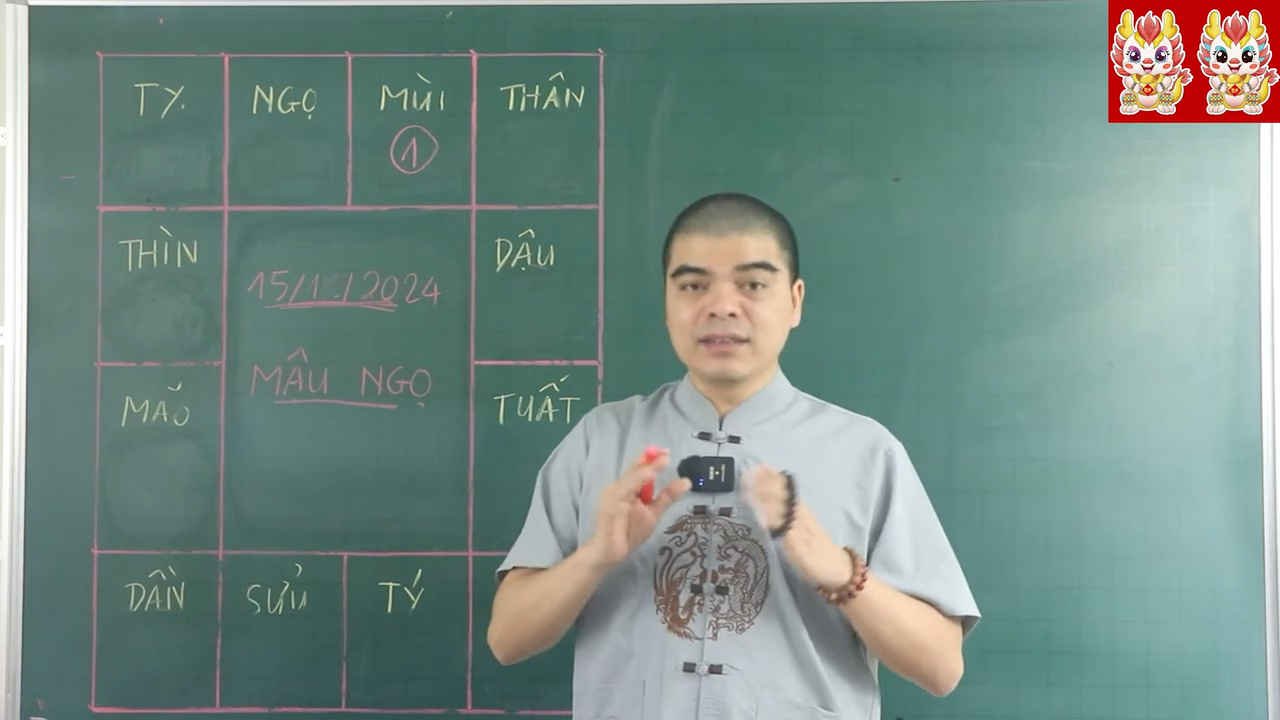 TỴ.
NGỌ
MÙI
THÂN
①
THÌN
DẬU
15/1../2024
MẬU NGỌ
MÃO
TUẤT
DẦN
SỬU
TÝ